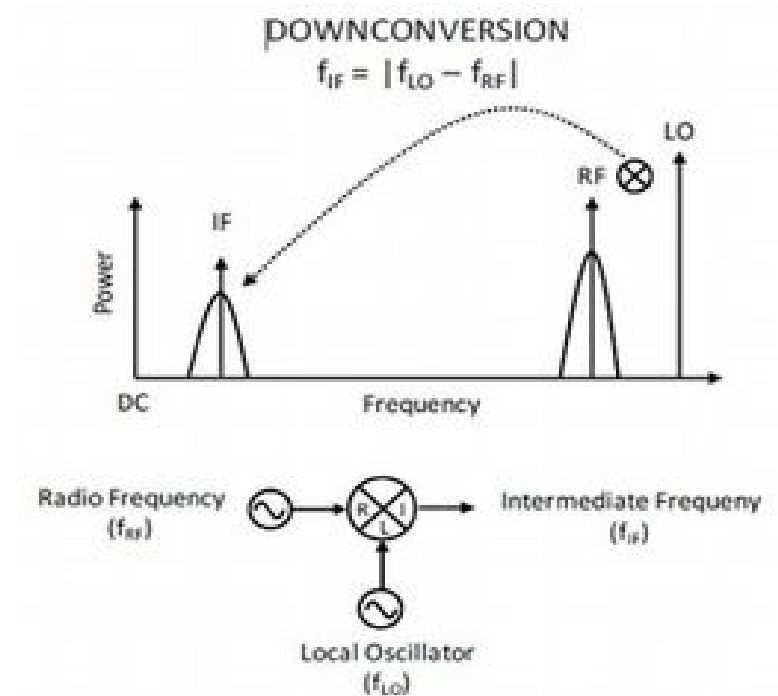 DOWNCONVERSION
fIF = |fLO − fRF|
LO
RF
IF
Power
DC
Frequency
Radio Frequency
(fRF)
R I
L
Intermediate Frequeny
(fIF)
Local Oscillator
(fLO)